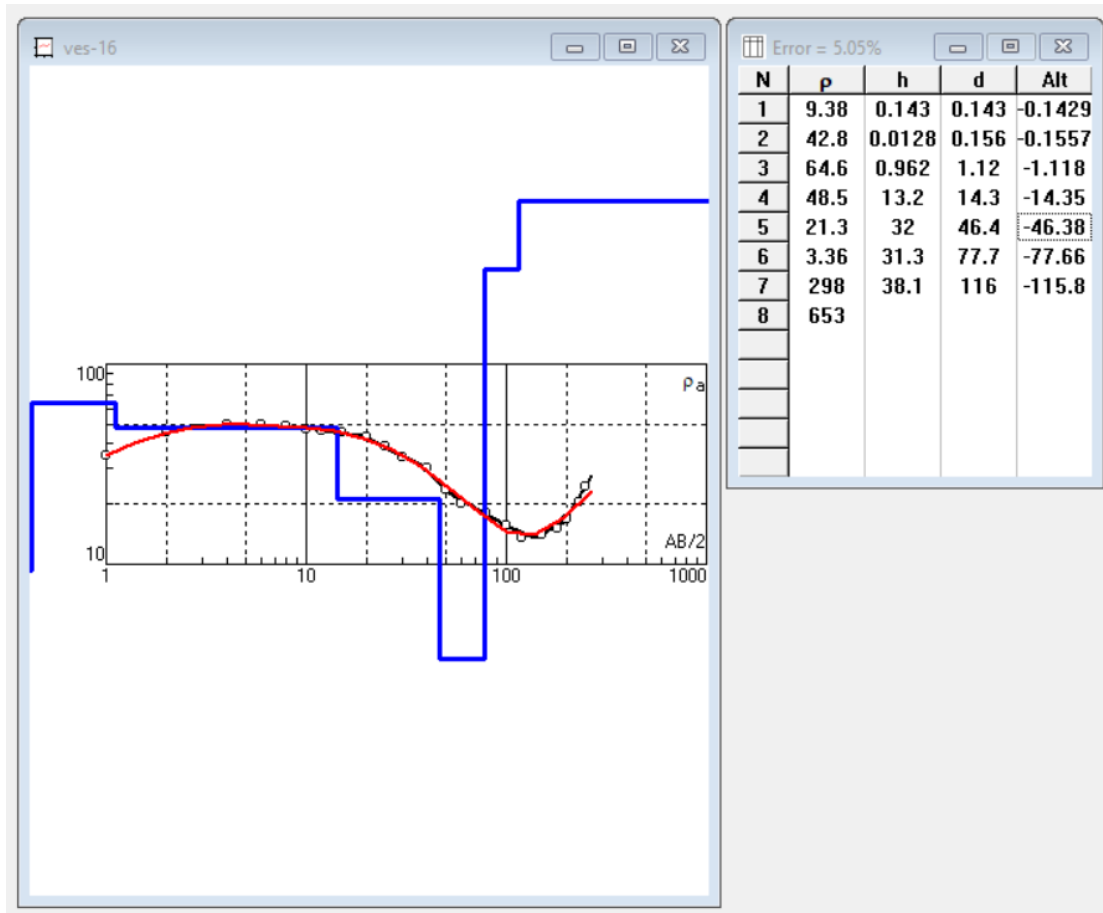 ves-16
100
ρa
10
AB/2
1 10 100 1000
Error = 5.05%
N ρ h d Alt
1 9.38 0.143 0.143 -0.1429
2 42.8 0.0128 0.156 -0.1557
3 64.6 0.962 1.12 -1.118
4 48.5 13.2 14.3 -14.35
5 21.3 32 46.4 -46.38
6 3.36 31.3 77.7 -77.66
7 298 38.1 116 -115.8
8 653